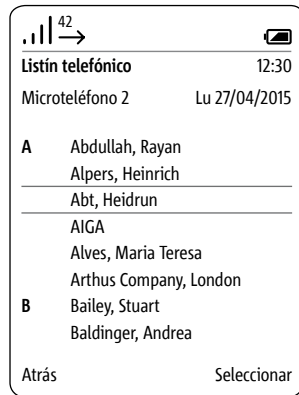 42
Listín telefónico 12:30
Microteléfono 2 Lu 27/04/2015
A Abdullah, Rayan
Alpers, Heinrich
Abt, Heidrun
AIGA
Alves, Maria Teresa
Arthus Company, London
B Bailey, Stuart
Baldinger, Andrea
Atrás Seleccionar